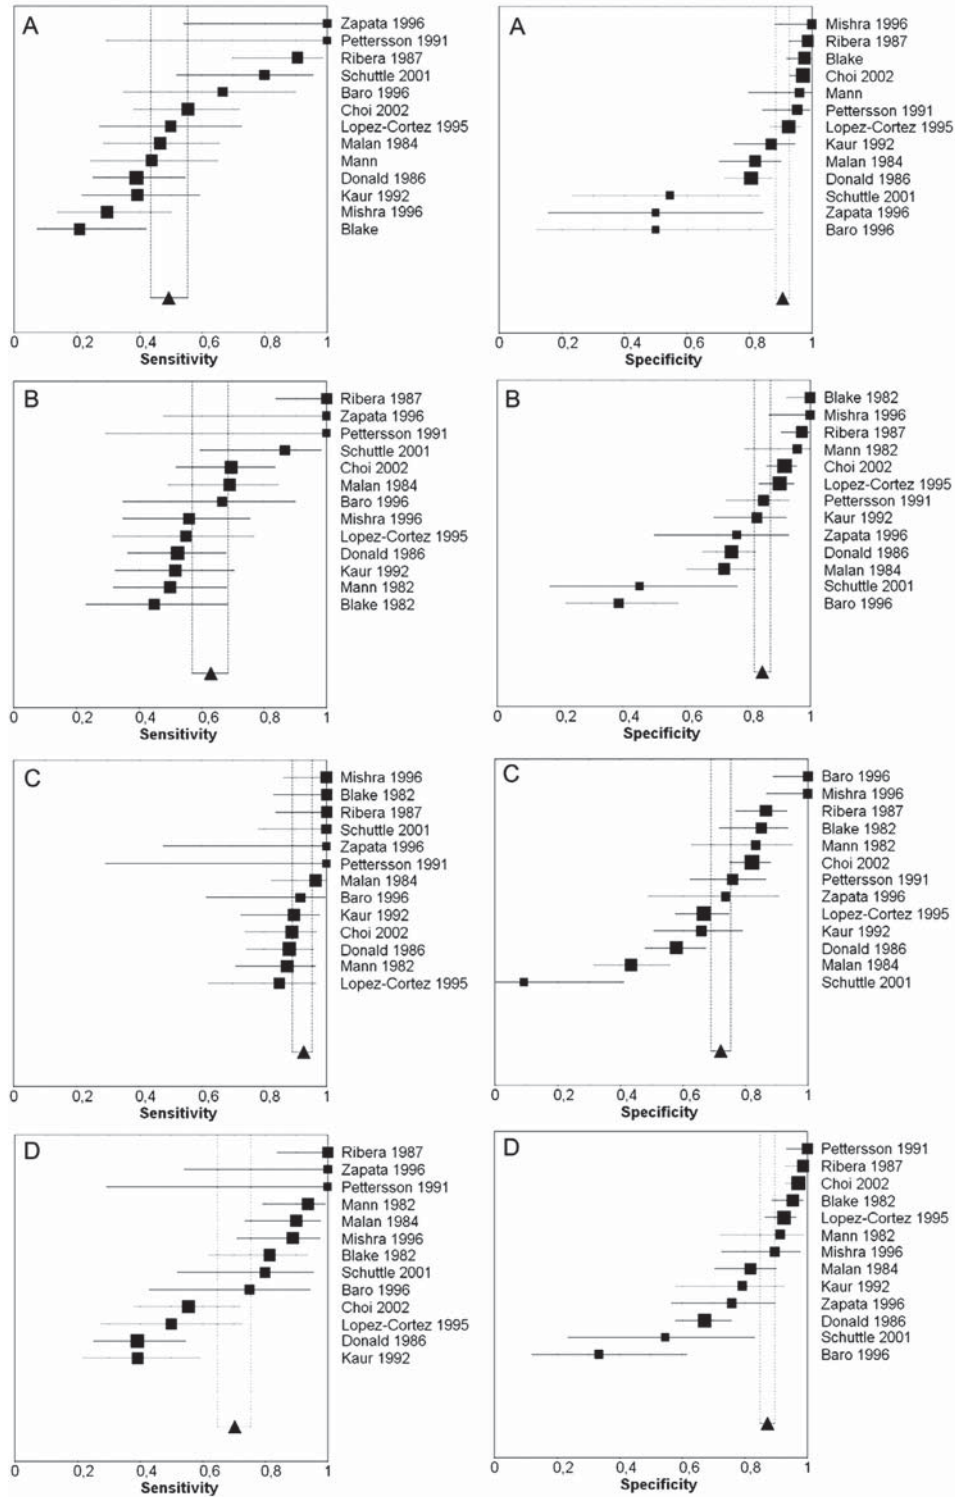 A
Zapata 1996
Pettersson 1991
Ribera 1987
Schuttle 2001
Baro 1996
Choi 2002
Lopez-Cortez 1995
Malan 1984
Mann
Donald 1986
Kaur 1992
Mishra 1996
Blake
0 0,2 0,4 0,6 0,8 1
Sensitivity
A
Mishra 1996
Ribera 1987
Blake
Choi 2002
Mann
Pettersson 1991
Lopez-Cortez 1995
Kaur 1992
Malan 1984
Donald 1986
Schuttle 2001
Zapata 1996
Baro 1996
0 0,2 0,4 0,6 0,8 1
Specificity
B
Ribera 1987
Zapata 1996
Pettersson 1991
Schuttle 2001
Choi 2002
Malan 1984
Baro 1996
Mishra 1996
Lopez-Cortez 1995
Donald 1986
Kaur 1992
Mann 1982
Blake 1982
0 0,2 0,4 0,6 0,8 1
Sensitivity
B
Blake 1982
Mishra 1996
Ribera 1987
Mann 1982
Choi 2002
Lopez-Cortez 1995
Pettersson 1991
Kaur 1992
Zapata 1996
Donald 1986
Malan 1984
Schuttle 2001
Baro 1996
0 0,2 0,4 0,6 0,8 1
Specificity
C
Mishra 1996
Blake 1982
Ribera 1987
Schuttle 2001
Zapata 1996
Pettersson 1991
Malan 1984
Baro 1996
Kaur 1992
Choi 2002
Donald 1986
Mann 1982
Lopez-Cortez 1995
0 0,2 0,4 0,6 0,8 1
Sensitivity
C
Baro 1996
Mishra 1996
Ribera 1987
Blake 1982
Mann 1982
Choi 2002
Pettersson 1991
Zapata 1996
Lopez-Cortez 1995
Kaur 1992
Donald 1986
Malan 1984
Schuttle 2001
0 0,2 0,4 0,6 0,8 1
Specificity
D
Ribera 1987
Zapata 1996
Pettersson 1991
Mann 1982
Malan 1984
Mishra 1996
Blake 1982
Schuttle 2001
Baro 1996
Choi 2002
Lopez-Cortez 1995
Donald 1986
Kaur 1992
0 0,2 0,4 0,6 0,8 1
Sensitivity
D
Pettersson 1991
Ribera 1987
Choi 2002
Blake 1982
Lopez-Cortez 1995
Mann 1982
Mishra 1996
Malan 1984
Kaur 1992
Zapata 1996
Donald 1986
Schuttle 2001
Baro 1996
0 0,2 0,4 0,6 0,8 1
Specificity